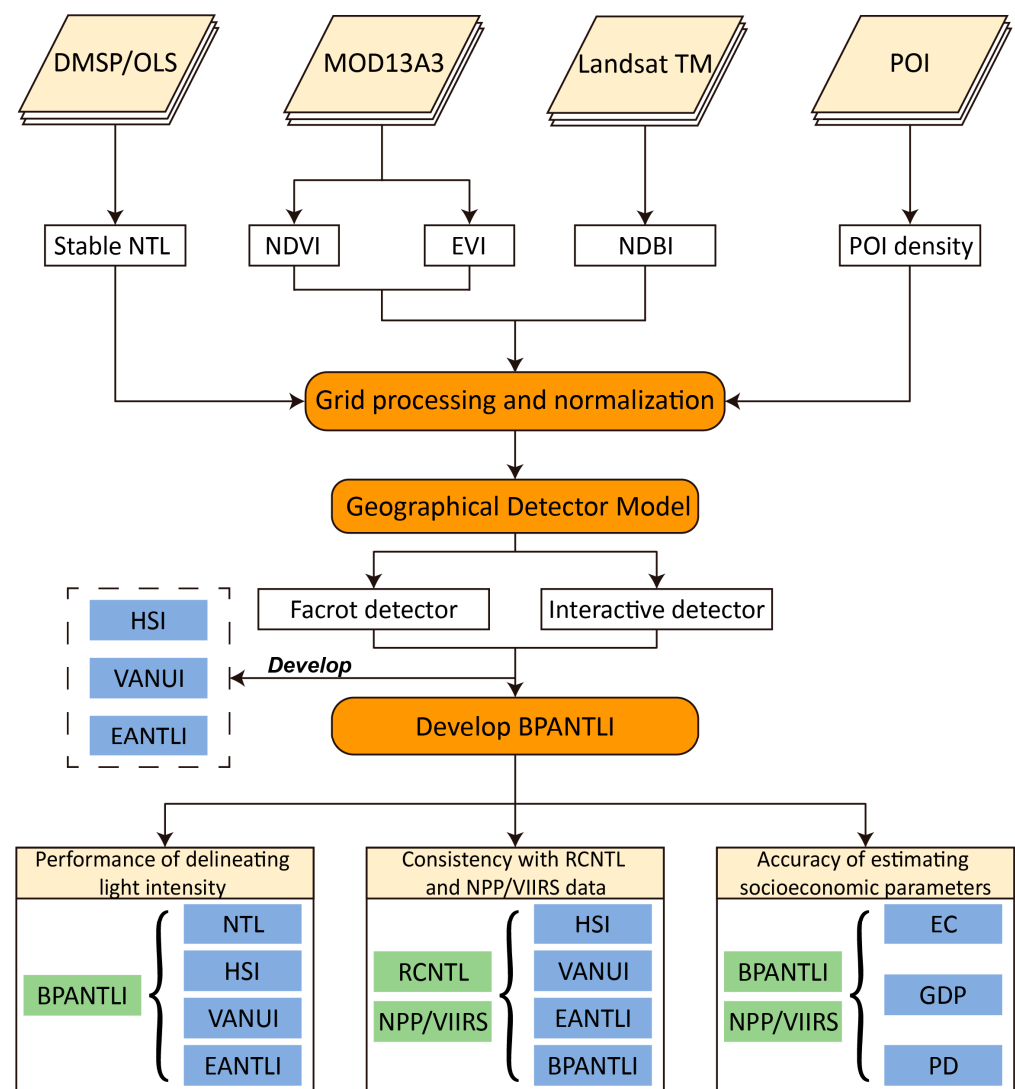 DMSP/OLS
MOD13A3
Landsat TM
POI
Stable NTL
NDVI
EVI
NDBI
POI density
Grid processing and normalization
Geographical Detector Model
Facrot detector
Interactive detector
HSI
VANUI
EANTLI
Develop
Develop BPANTLI
Performance of delineating
light intensity
BPANTLI
NTL
HSI
VANUI
EANTLI
Consistency with RCNTL
and NPP/VIIRS data
RCNTL
NPP/VIIRS
HSI
VANUI
EANTLI
BPANTLI
Accuracy of estimating
socioeconomic parameters
BPANTLI
NPP/VIIRS
EC
GDP
PD